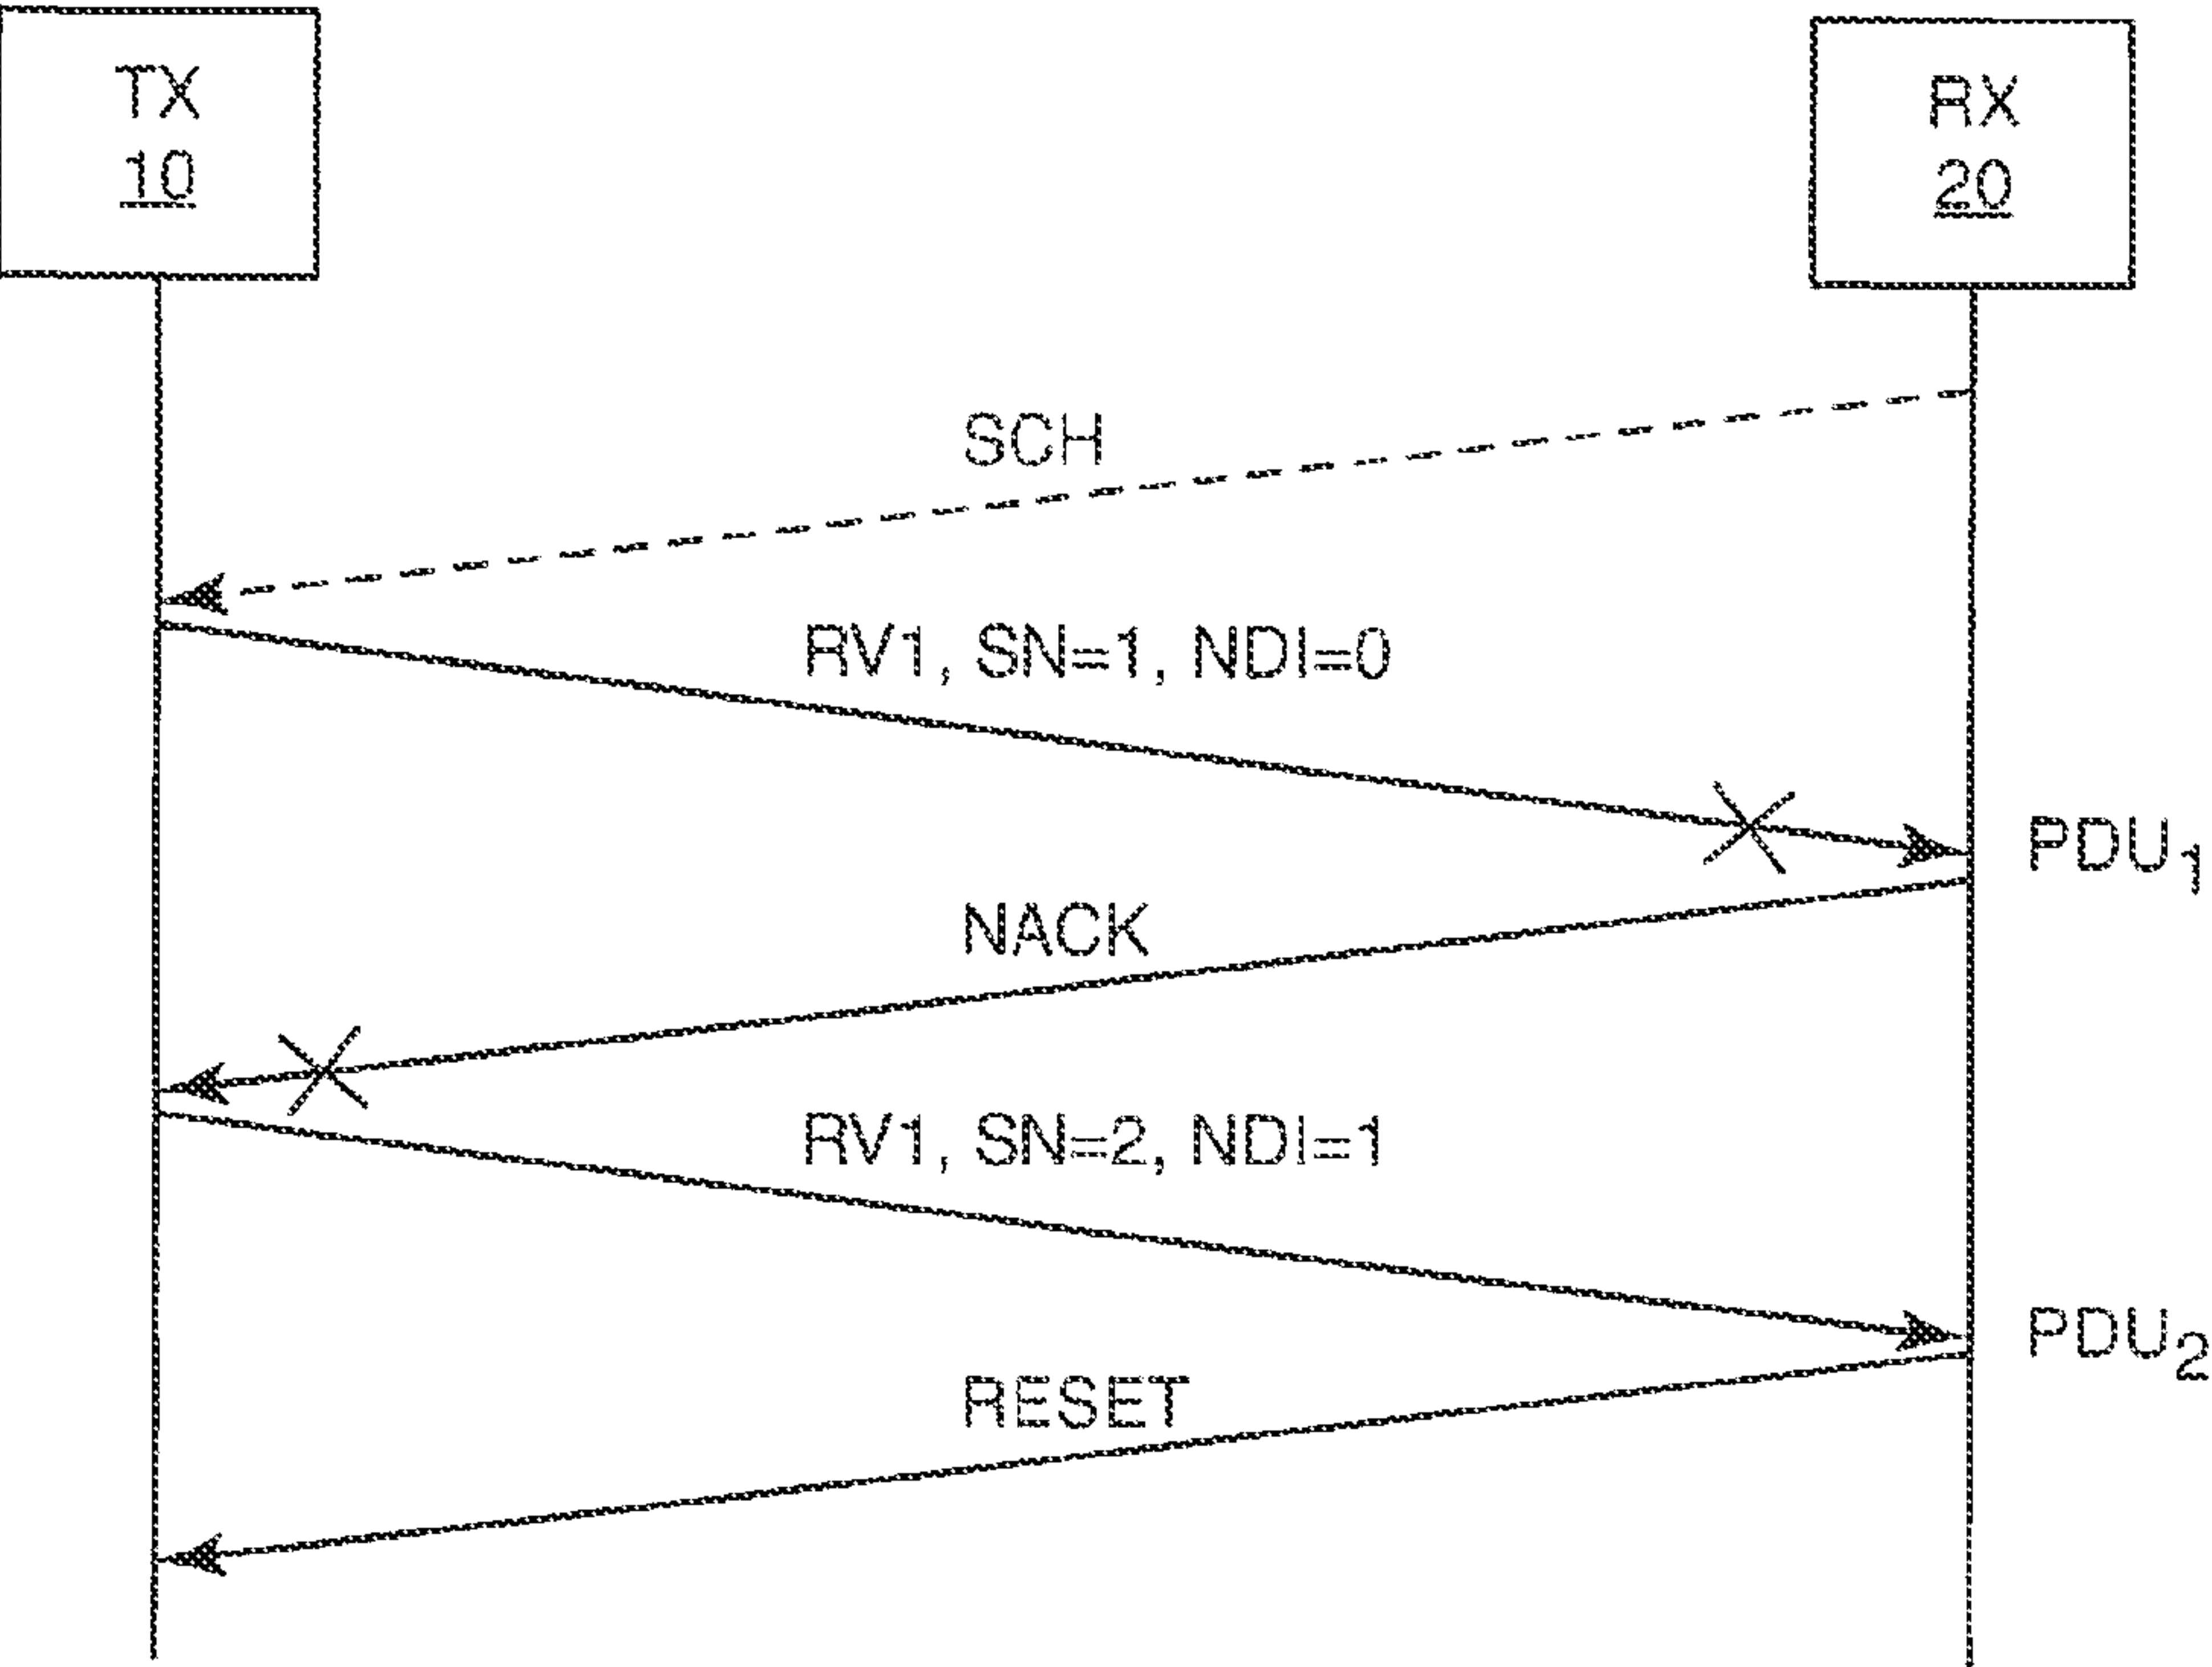 TX
10
RX
20
SCH
RV1, SN=1, NDI=0
PDU1
NACK
RV1, SN=2, NDI=1
PDU2
RESET